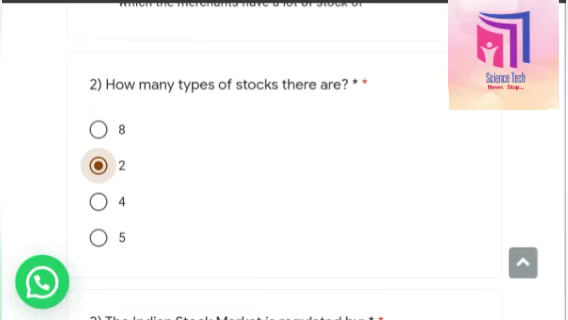 which the merchants have a lot of stock of
Science Tech
Never Stop...
2) How many types of stocks there are? * *
8
2
4
5
3) The Indian Stock Market is regulated by: * *